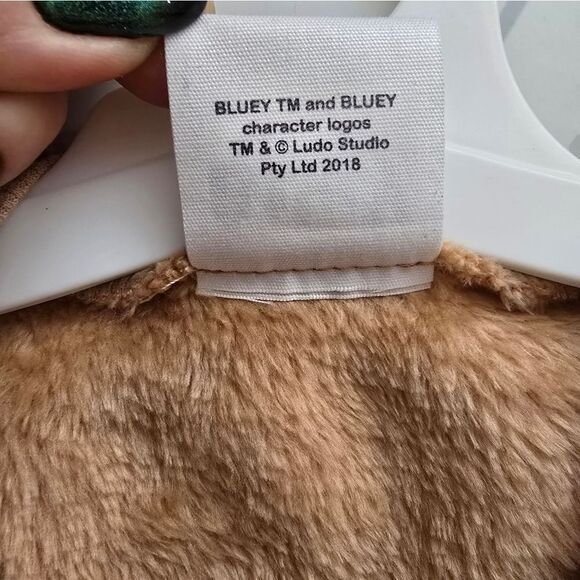 BLUEY TM and BLUEY
character logos
TM & © Ludo Studio
Pty Ltd 2018